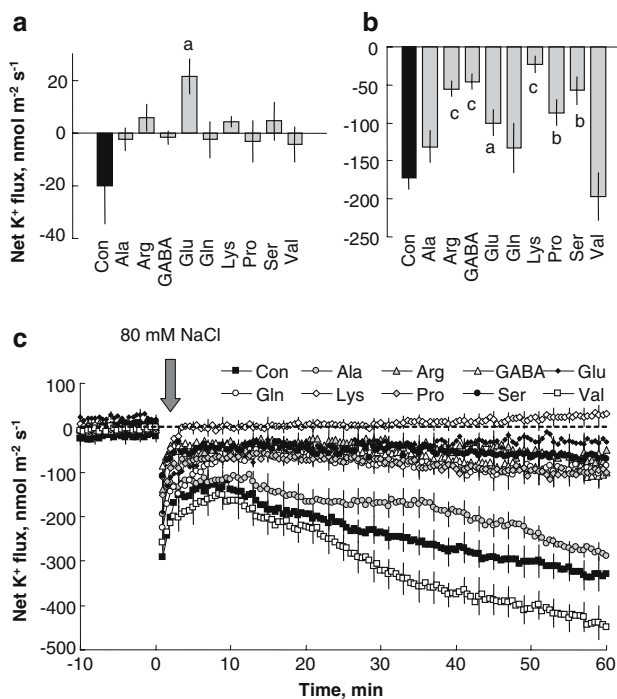 a
b
Net K⁺ flux, nmol m⁻² s⁻¹
20
0
-20
-40
a
Con Ala Arg GABA Glu Gln Lys Pro Ser Val
0
-50
-100
-150
-200
-250
c c a c b b
Con Ala Arg GABA Glu Gln Lys Pro Ser Val
c
80 mM NaCl
Con Ala Arg GABA Glu
Gln Lys Pro Ser Val
Net K⁺ flux, nmol m⁻² s⁻¹
100
0
-100
-200
-300
-400
-500
-10 0 10 20 30 40 50 60
Time, min